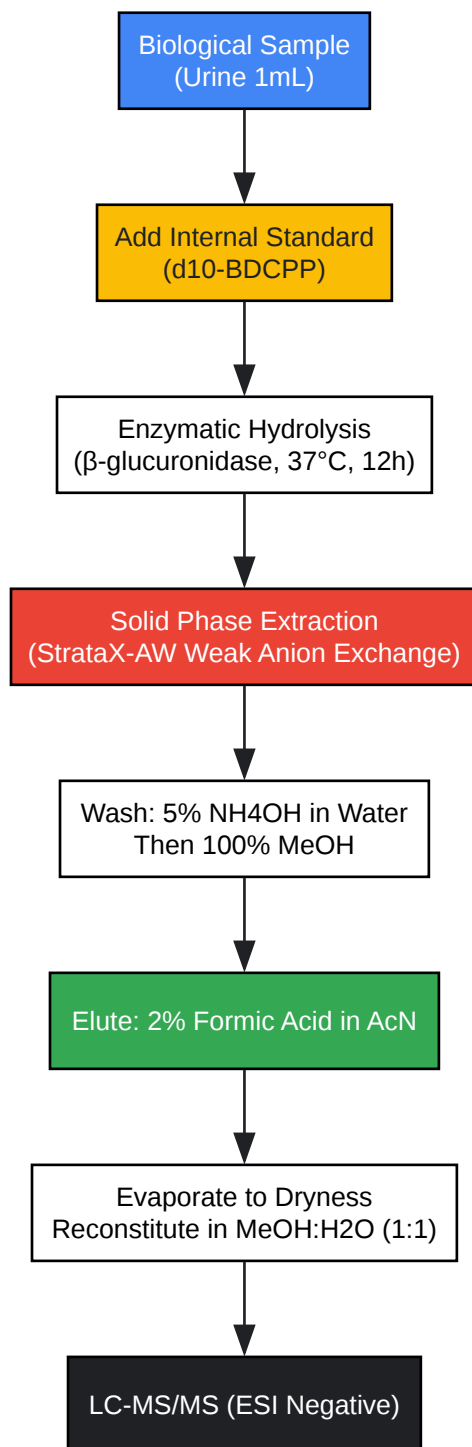 Biological Sample
(Urine 1mL)
Add Internal Standard
(d10-BDCPP)
Enzymatic Hydrolysis
(β-glucuronidase, 37°C, 12h)
Solid Phase Extraction
(StrataX-AW Weak Anion Exchange)
Wash: 5% NH4OH in Water
Then 100% MeOH
Elute: 2% Formic Acid in AcN
Evaporate to Dryness
Reconstitute in MeOH:H2O (1:1)
LC-MS/MS (ESI Negative)